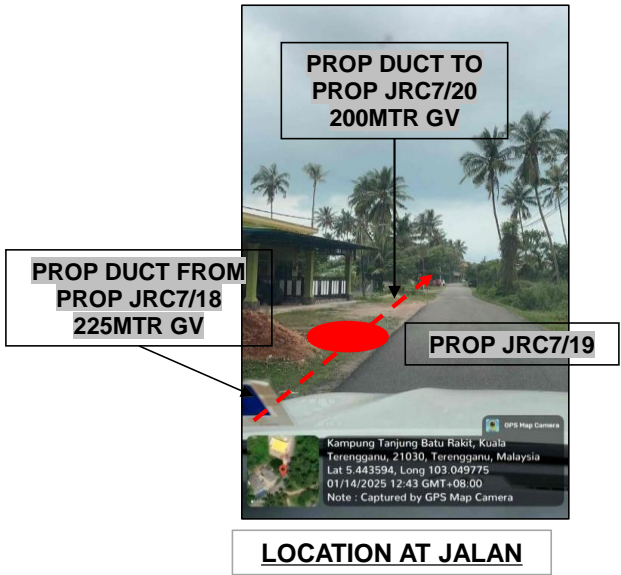 PROP DUCT TO
PROP JRC7/20
200MTR GV
PROP DUCT FROM
PROP JRC7/18
225MTR GV
PROP JRC7/19
GPS Map Camera
Kampung Tanjung Batu Rakit, Kuala
Terengganu, 21030, Terengganu, Malaysia
Lat 5.443594, Long 103.049775
01/14/2025 12:43 GMT+08:00
Note : Captured by GPS Map Camera
LOCATION AT JALAN